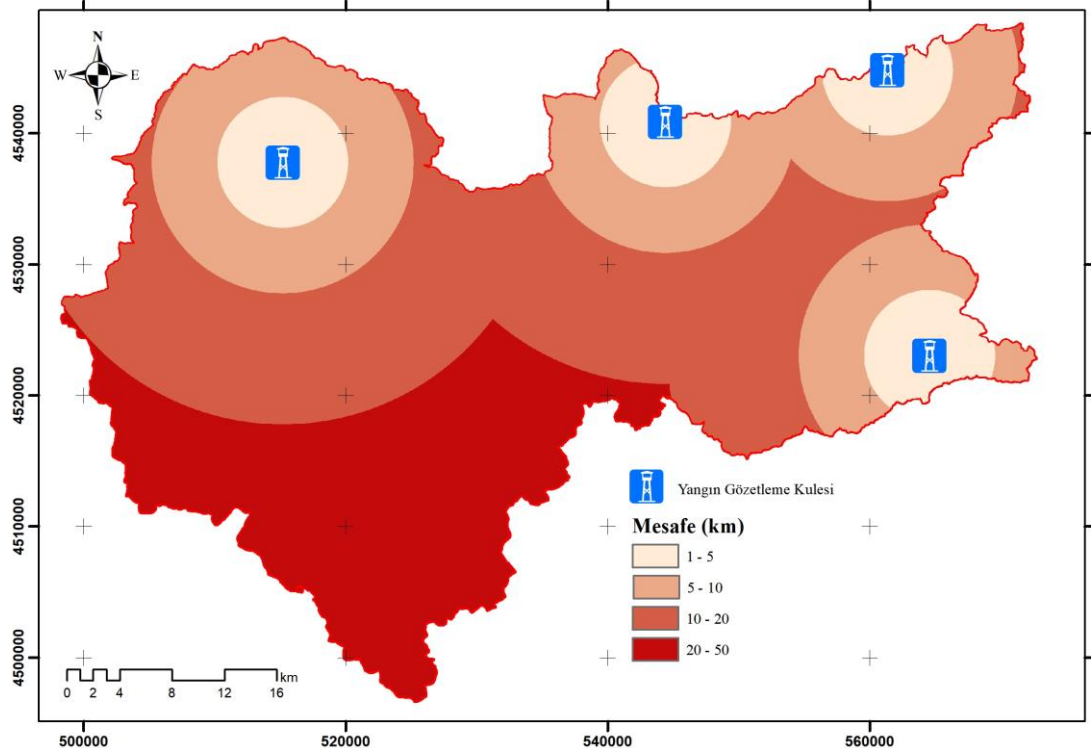 N
W E
S
4540000
4530000
4520000
4510000
4500000
Yangın Gözetleme Kulesi
Mesafe (km)
1 - 5
5 - 10
10 - 20
20 - 50
km
0 2 4 8 12 16
500000 520000 540000 560000